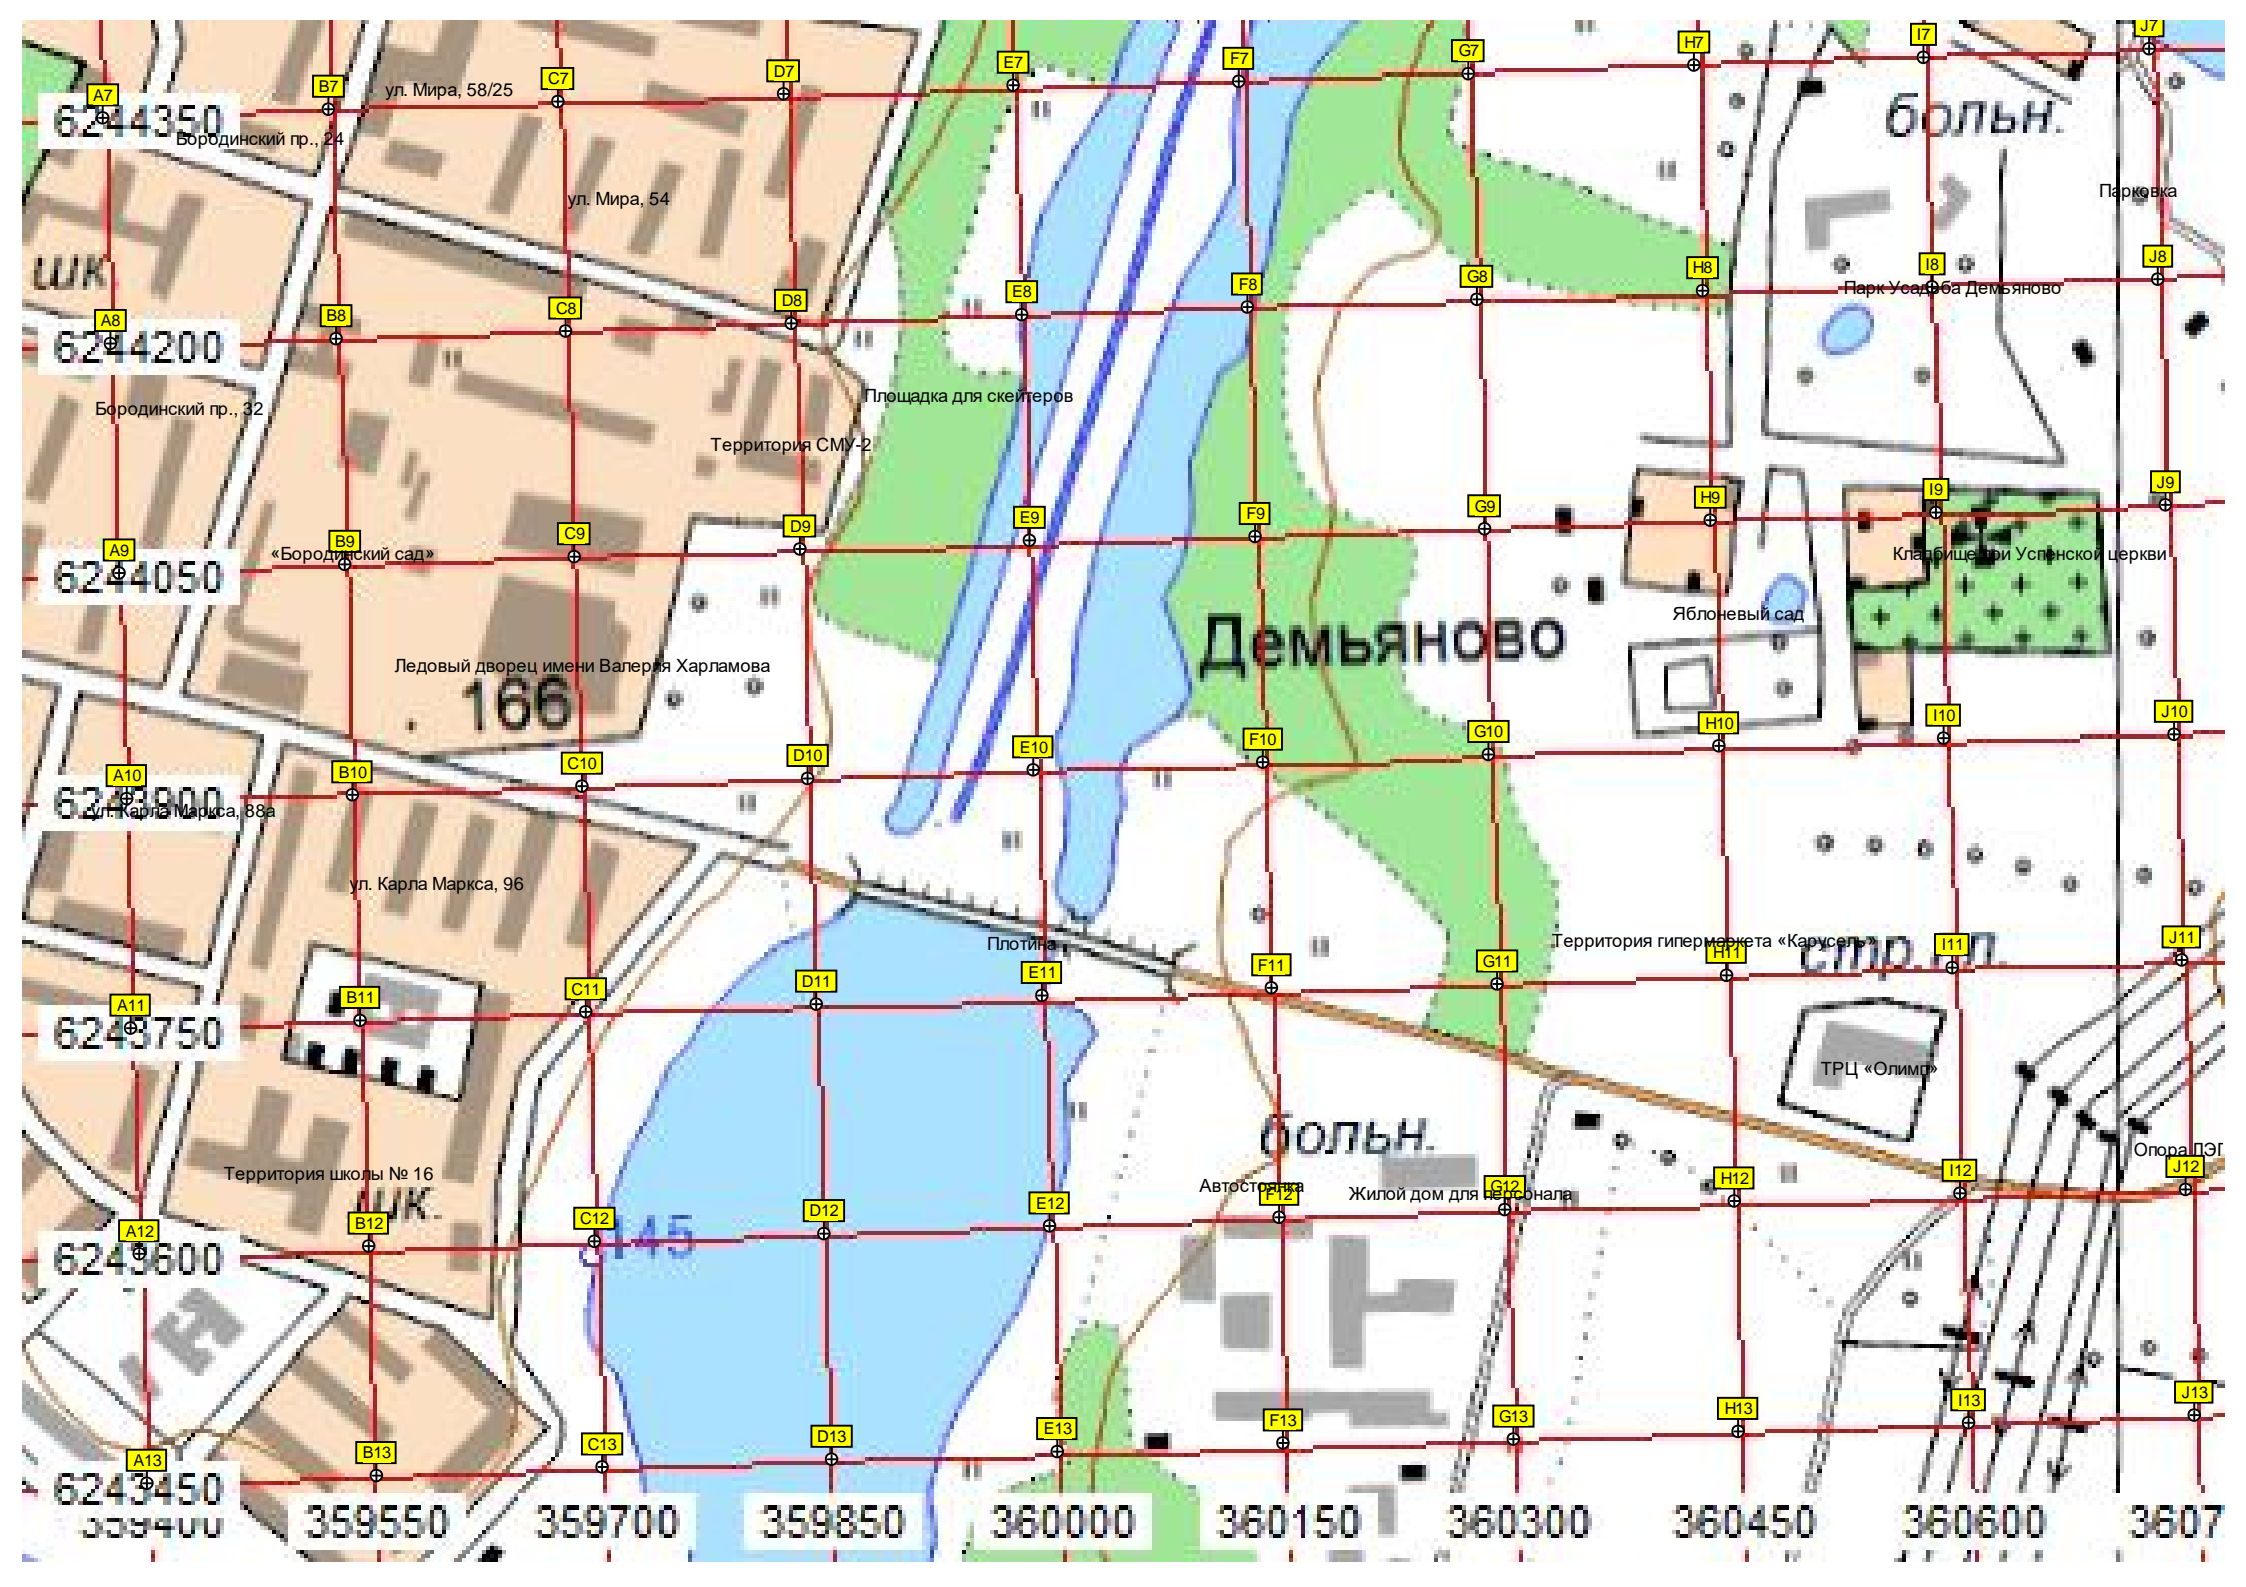 A7 B7 C7 D7 E7 F7 G7 H7 I7 J7
ул. Мира, 58/25
6244350
Бородинский пр., 24
больн.
ул. Мира, 54
Парковка
шк.
A8 B8 C8 D8 E8 F8 G8 H8 I8 J8
Парк Усадьба Демьяново
6244200
Бородинский пр., 32
Площадка для скейтеров
Территория СМУ-2
A9 B9 C9 D9 E9 F9 G9 H9 I9 J9
«Бородинский сад»
Кладбище при Успенской церкви
6244050
Яблоневый сад
Демьяново
Ледовый дворец имени Валерия Харламова
166
A10 B10 C10 D10 E10 F10 G10 H10 I10 J10
6243900
ул. Карла Маркса, 88а
ул. Карла Маркса, 96
Плотина
Территория гипермаркета «Карусель»
стр. п.
A11 B11 C11 D11 E11 F11 G11 H11 I11 J11
6243750
ТРЦ «Олимп»
больн.
Опора ЛЭП
Территория школы № 16
Автостоянка
Жилой дом для персонала
шк.
A12 B12 C12 D12 E12 F12 G12 H12 I12 J12
145
6243600
A13 B13 C13 D13 E13 F13 G13 H13 I13 J13
6243450
359400 359550 359700 359850 360000 360150 360300 360450 360600 3607